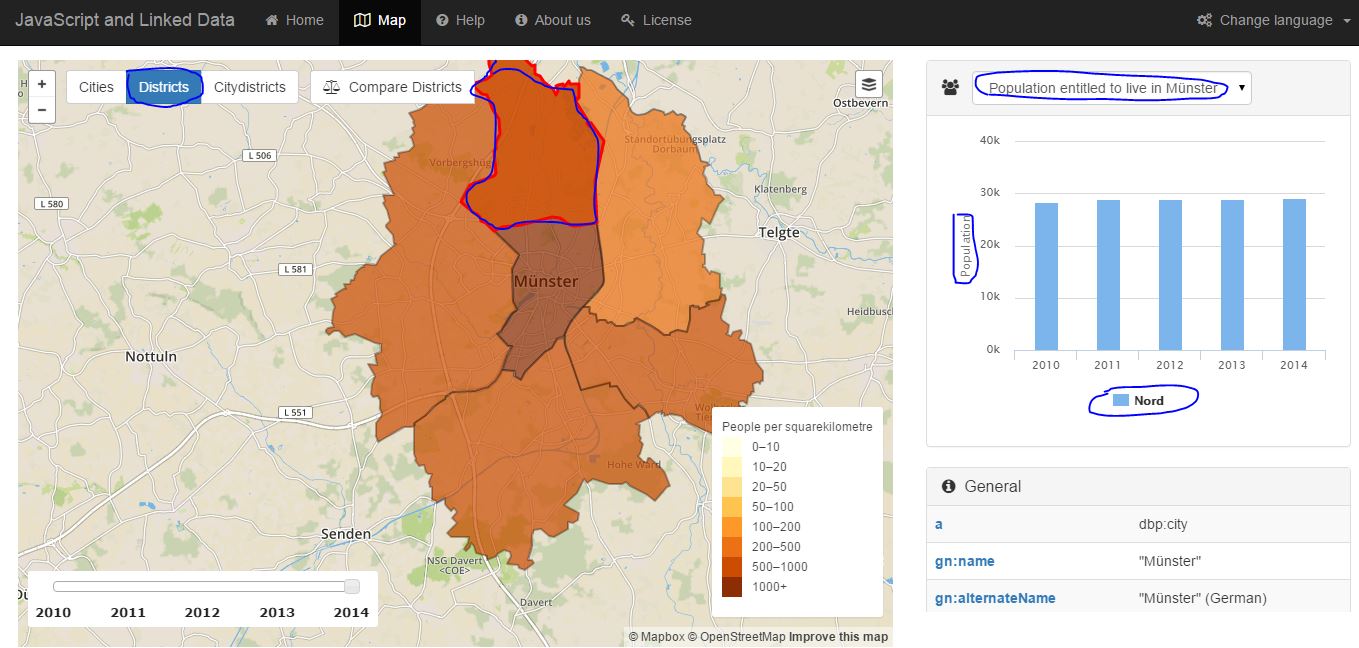 JavaScript and Linked Data Home Map Help About us License Change language
+
−
Cities Districts Citydistricts Compare Districts
Ostbevern
Standortübungsplatz
Dorbaum
L 506
Klatenberg
L 580
Telgte
L 581
Münster
Nottuln
L 551
Hohe Ward
Senden
NSG Davert
<COE>
Davert
People per squarekilometre
0–10
10–20
20–50
50–100
100–200
200–500
500–1000
1000+
2010 2011 2012 2013 2014
© Mapbox © OpenStreetMap Improve this map
Population entitled to live in Münster
40k
30k
20k
10k
0k
Population
2010 2011 2012 2013 2014
Nord
General
a dbp:city
gn:name "Münster"
gn:alternateName "Münster" (German)